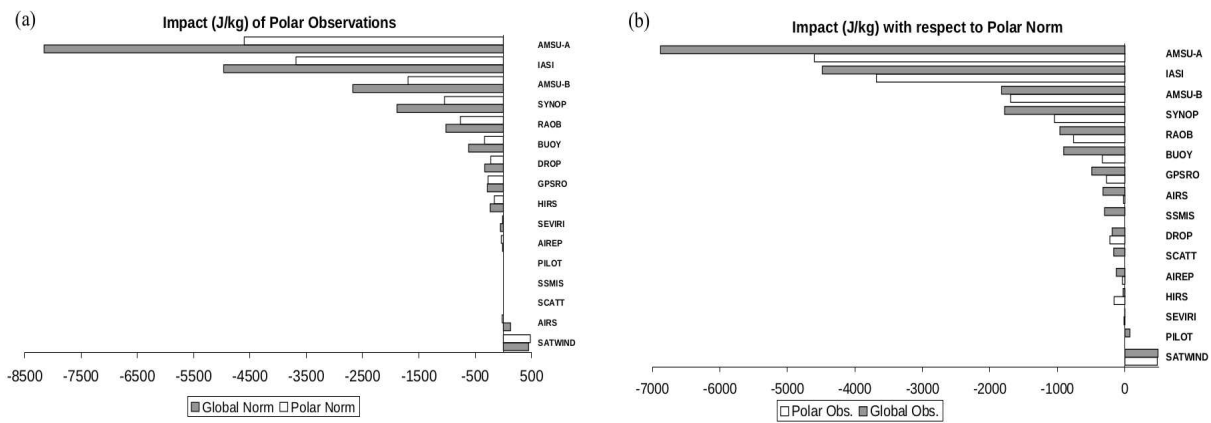 (a)
Impact (J/kg) of Polar Observations
AMSU-A
IASI
AMSU-B
SYNOP
RAOB
BUOY
DROP
GPSRO
HIRS
SEVIRI
AIREP
PILOT
SSMIS
SCATT
AIRS
SATWIND
-8500 -7500 -6500 -5500 -4500 -3500 -2500 -1500 -500 500
Global Norm Polar Norm
(b)
Impact (J/kg) with respect to Polar Norm
AMSU-A
IASI
AMSU-B
SYNOP
RAOB
BUOY
GPSRO
AIRS
SSMIS
DROP
SCATT
AIREP
HIRS
SEVIRI
PILOT
SATWIND
-7000 -6000 -5000 -4000 -3000 -2000 -1000 0
Polar Obs. Global Obs.